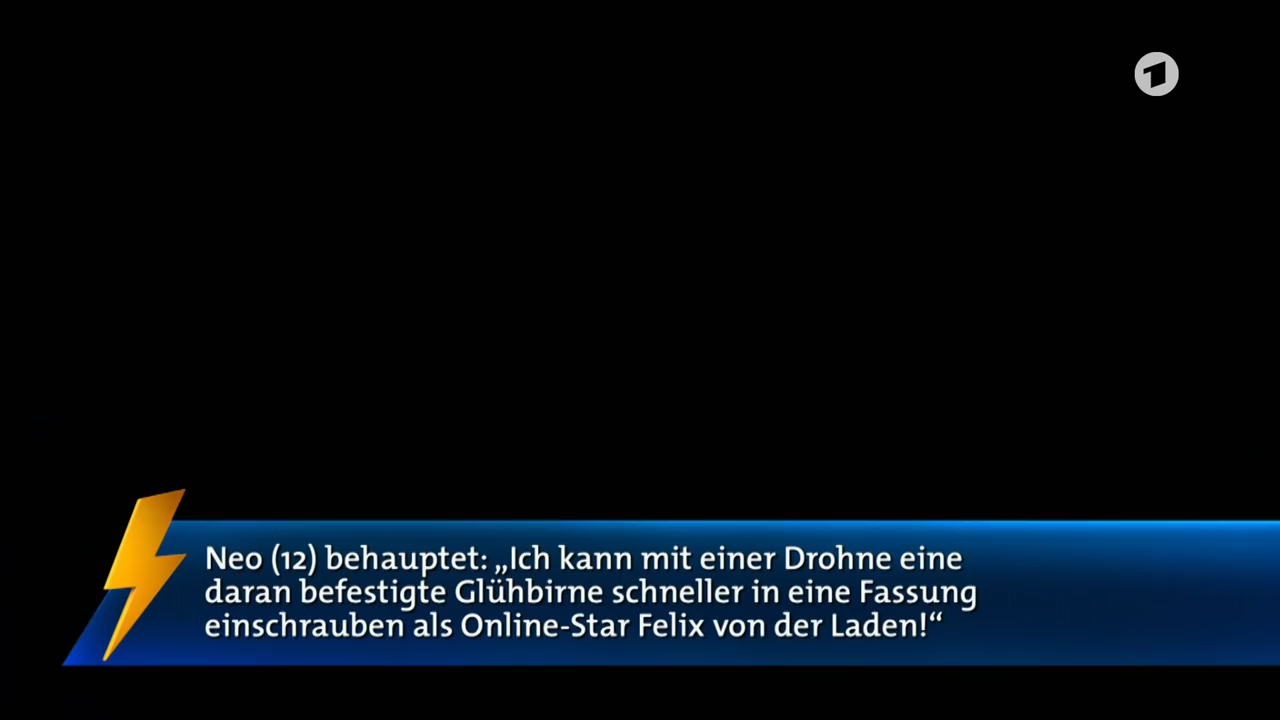 Neo (12) behauptet: „Ich kann mit einer Drohne eine
daran befestigte Glühbirne schneller in eine Fassung
einschrauben als Online-Star Felix von der Laden!“